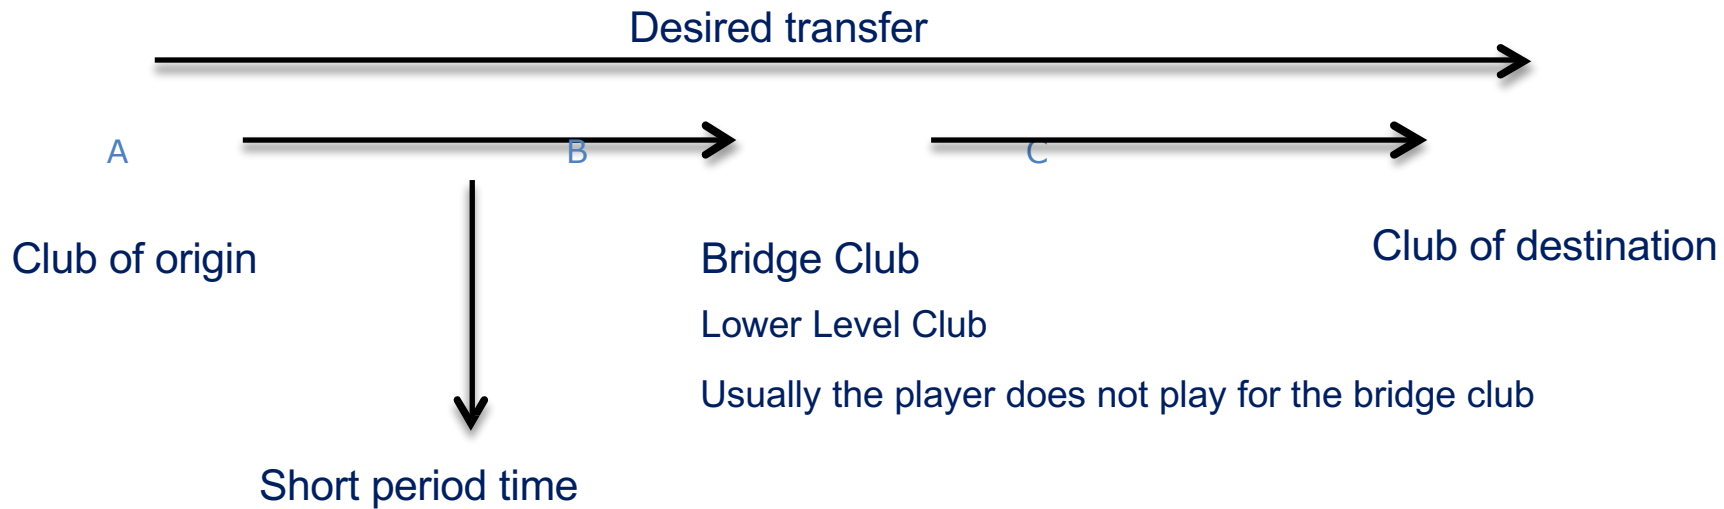 Desired transfer
A
B
C
Club of origin
Bridge Club
Club of destination
Lower Level Club
Usually the player does not play for the bridge club
Short period time